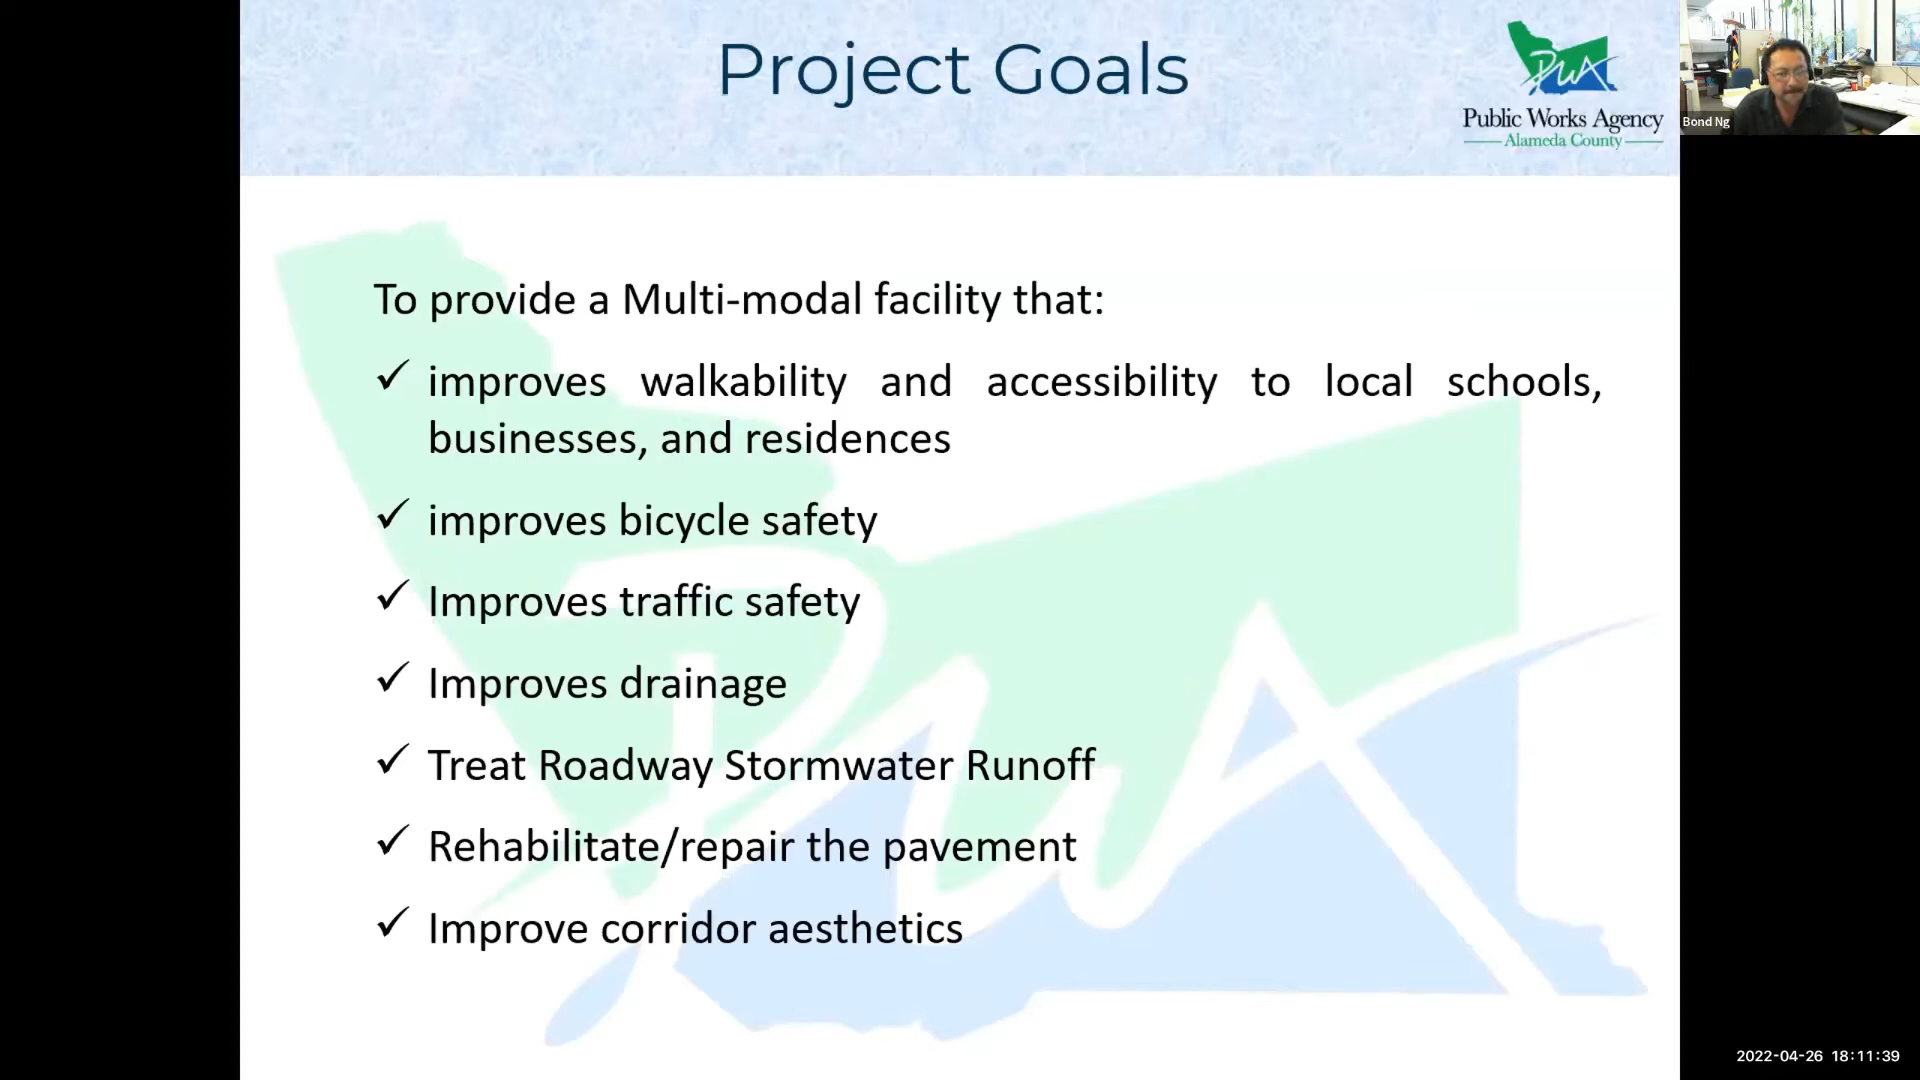 Project Goals
PWA
Public Works Agency
Alameda County
Bond Ng
To provide a Multi-modal facility that:
✓ improves walkability and accessibility to local schools,
businesses, and residences
✓ improves bicycle safety
✓ Improves traffic safety
✓ Improves drainage
✓ Treat Roadway Stormwater Runoff
✓ Rehabilitate/repair the pavement
✓ Improve corridor aesthetics
2022-04-26 18:11:39